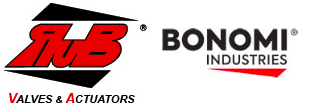 RuB®
VALVES & ACTUATORS
BONOMI®
INDUSTRIES